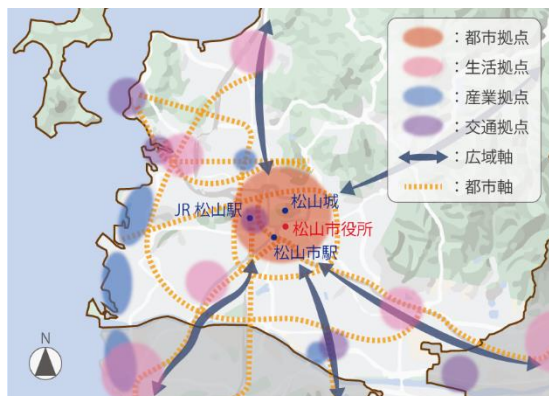 ：都市拠点
：生活拠点
：産業拠点
：交通拠点
：広域軸
：都市軸
松山城
JR 松山駅
松山市役所
松山市駅
N